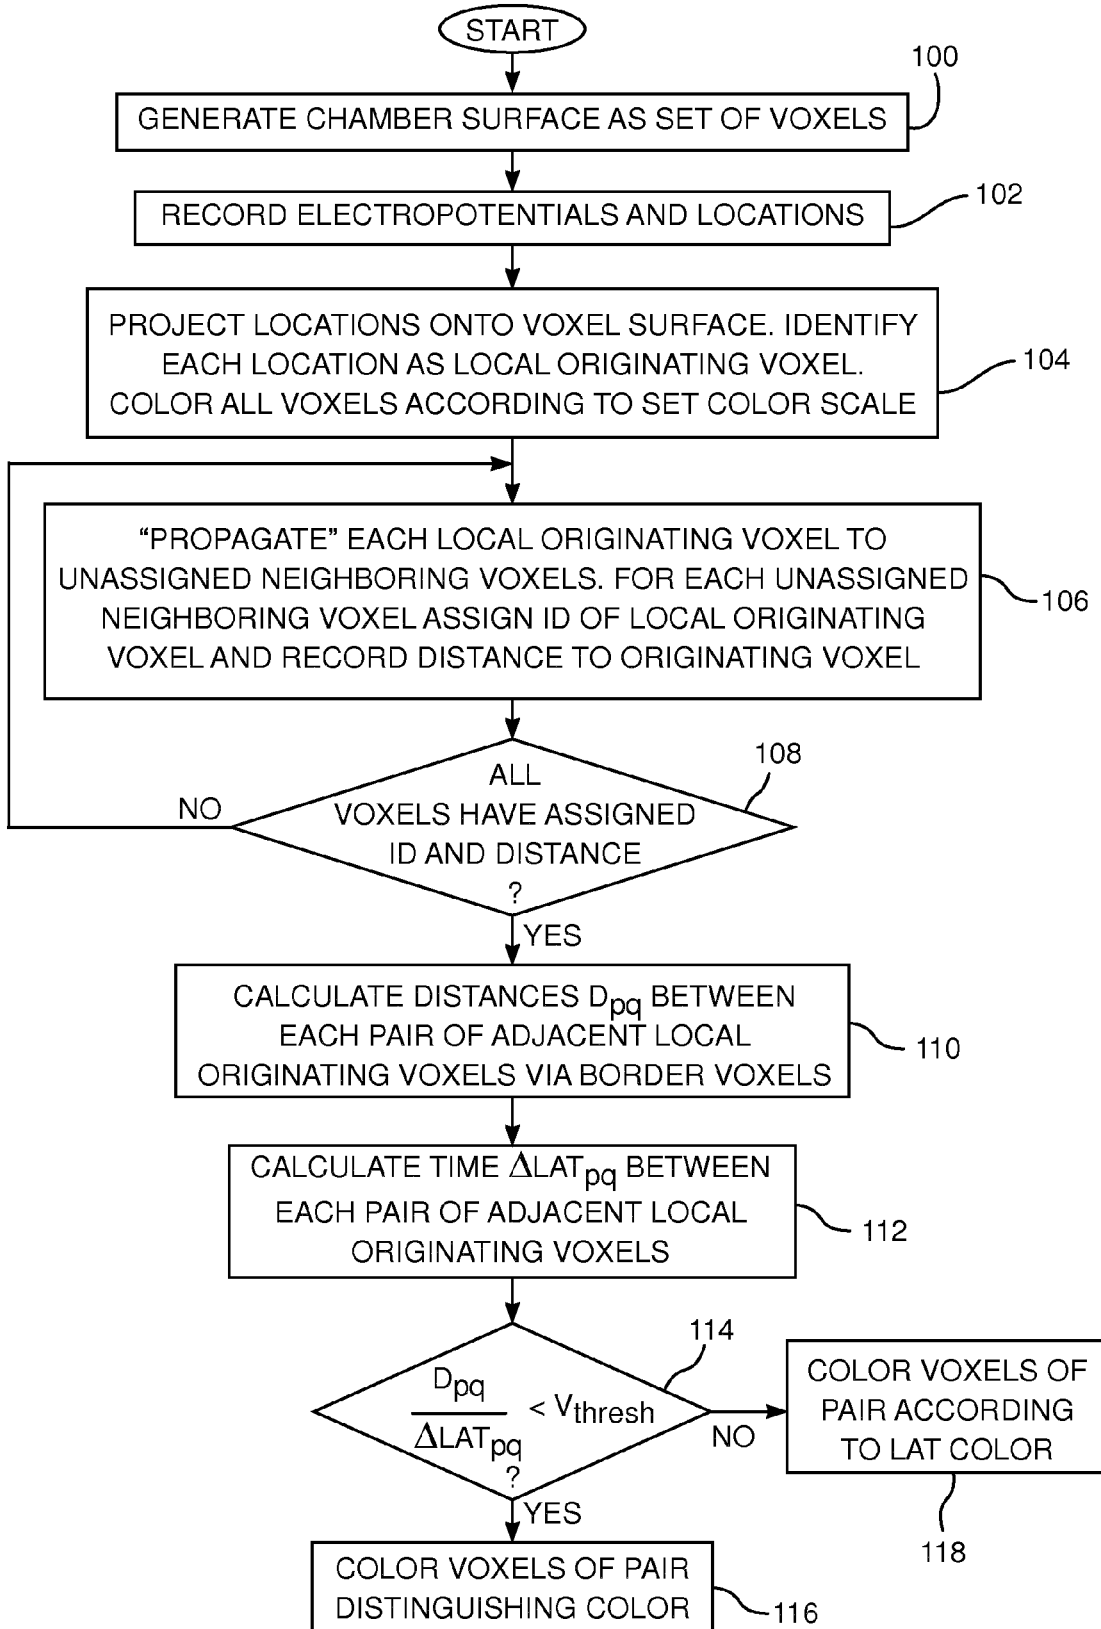 START
100
GENERATE CHAMBER SURFACE AS SET OF VOXELS
102
RECORD ELECTROPOTENTIALS AND LOCATIONS
PROJECT LOCATIONS ONTO VOXEL SURFACE. IDENTIFY
EACH LOCATION AS LOCAL ORIGINATING VOXEL.
COLOR ALL VOXELS ACCORDING TO SET COLOR SCALE
104
“PROPAGATE” EACH LOCAL ORIGINATING VOXEL TO
UNASSIGNED NEIGHBORING VOXELS. FOR EACH UNASSIGNED
NEIGHBORING VOXEL ASSIGN ID OF LOCAL ORIGINATING
VOXEL AND RECORD DISTANCE TO ORIGINATING VOXEL
106
108
ALL
VOXELS HAVE ASSIGNED
ID AND DISTANCE
?
NO
YES
CALCULATE DISTANCES Dpq BETWEEN
EACH PAIR OF ADJACENT LOCAL
ORIGINATING VOXELS VIA BORDER VOXELS
110
CALCULATE TIME ΔLATpq BETWEEN
EACH PAIR OF ADJACENT LOCAL
ORIGINATING VOXELS
112
114
Dpq
ΔLATpq
< Vthresh
?
NO
YES
COLOR VOXELS OF
PAIR ACCORDING
TO LAT COLOR
118
COLOR VOXELS OF PAIR
DISTINGUISHING COLOR
116